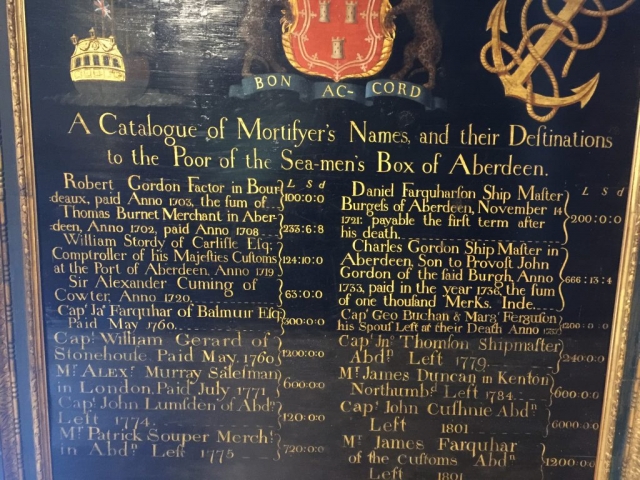 BON AC- CORD
A Catalogue of Mortifyer's Names, and their Deſtinations
to the Poor of the Sea-men's Box of Aberdeen.
L S d
Robert Gordon Factor in Bour
:deaux, paid Anno 1703, the ſum of 100:0:0
Thomas Burnet Merchant in Aber-
deen, Anno 1702, paid Anno 1708 233:6:8
William Stordy of Carliſle Eſq;
Comptroller of his Majeſties Cuſtoms
at the Port of Aberdeen, Anno 1719 124:10:0
Sir Alexander Cuming of
Cowter, Anno 1720 63:0:0
Capt Ja.s Farquhar of Balmuir Eſqr
Paid May 1760 300:0:0
Capt William Gerard of
Stonehouſe. Paid May, 1760 1200:0:0
Mr Alexr Murray Saleſman
in London, Paid July 1771 600:0:0
Capt John Lumſden of Abdn
Left 1774 120:0:0
Mr Patrick Souper Mercht
in Abdn Left 1775 720:0:0
L S d
Daniel Farquharſon Ship Maſter
Burgeſs of Aberdeen, November 14
1721: payable the firſt term after
his death 200:0:0
Charles Gordon Ship Maſter in
Aberdeen, Son to Provoſt John
Gordon of the ſaid Burgh, Anno
1733, paid in the year 1736, the ſum
of one thouſand Merks. Inde 666:13:4
Capt Geo Buchan & Margt Ferguſon
his Spouſe Left at their Death Anno
Capt Jno Thomſon Shipmaſter
Abdn Left 1779 240:0:0
Mr James Duncan in Kenton
Northumbd Left 1784 600:0:0
Capt John Cuſhnie Abdn
Left 1801 6000:0:0
Mr James Farquhar
of the Cuſtoms Abdn 1200:0:0
Left 1801